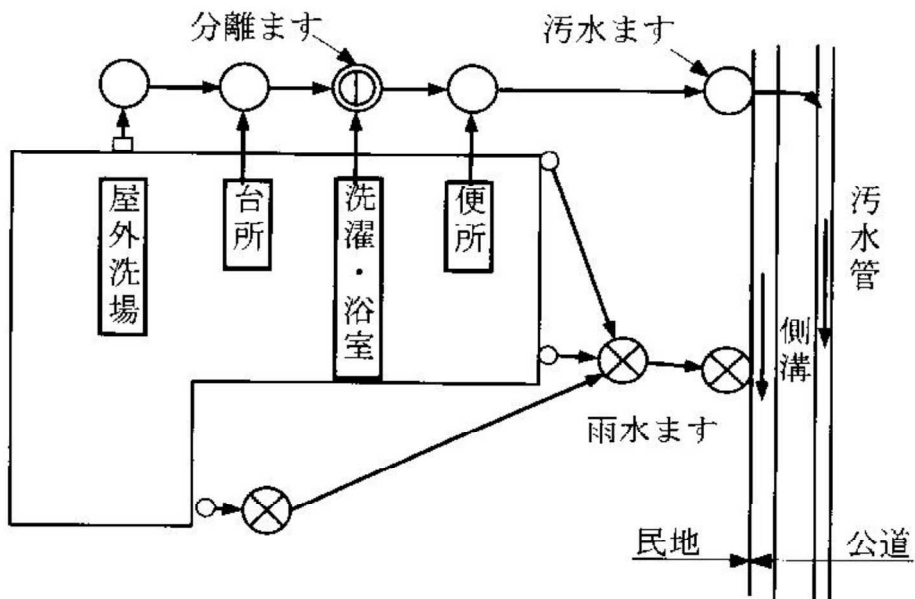 分離ます
汚水ます
屋外洗場
台所
洗濯・浴室
便所
汚水管
側溝
雨水ます
民地
公道